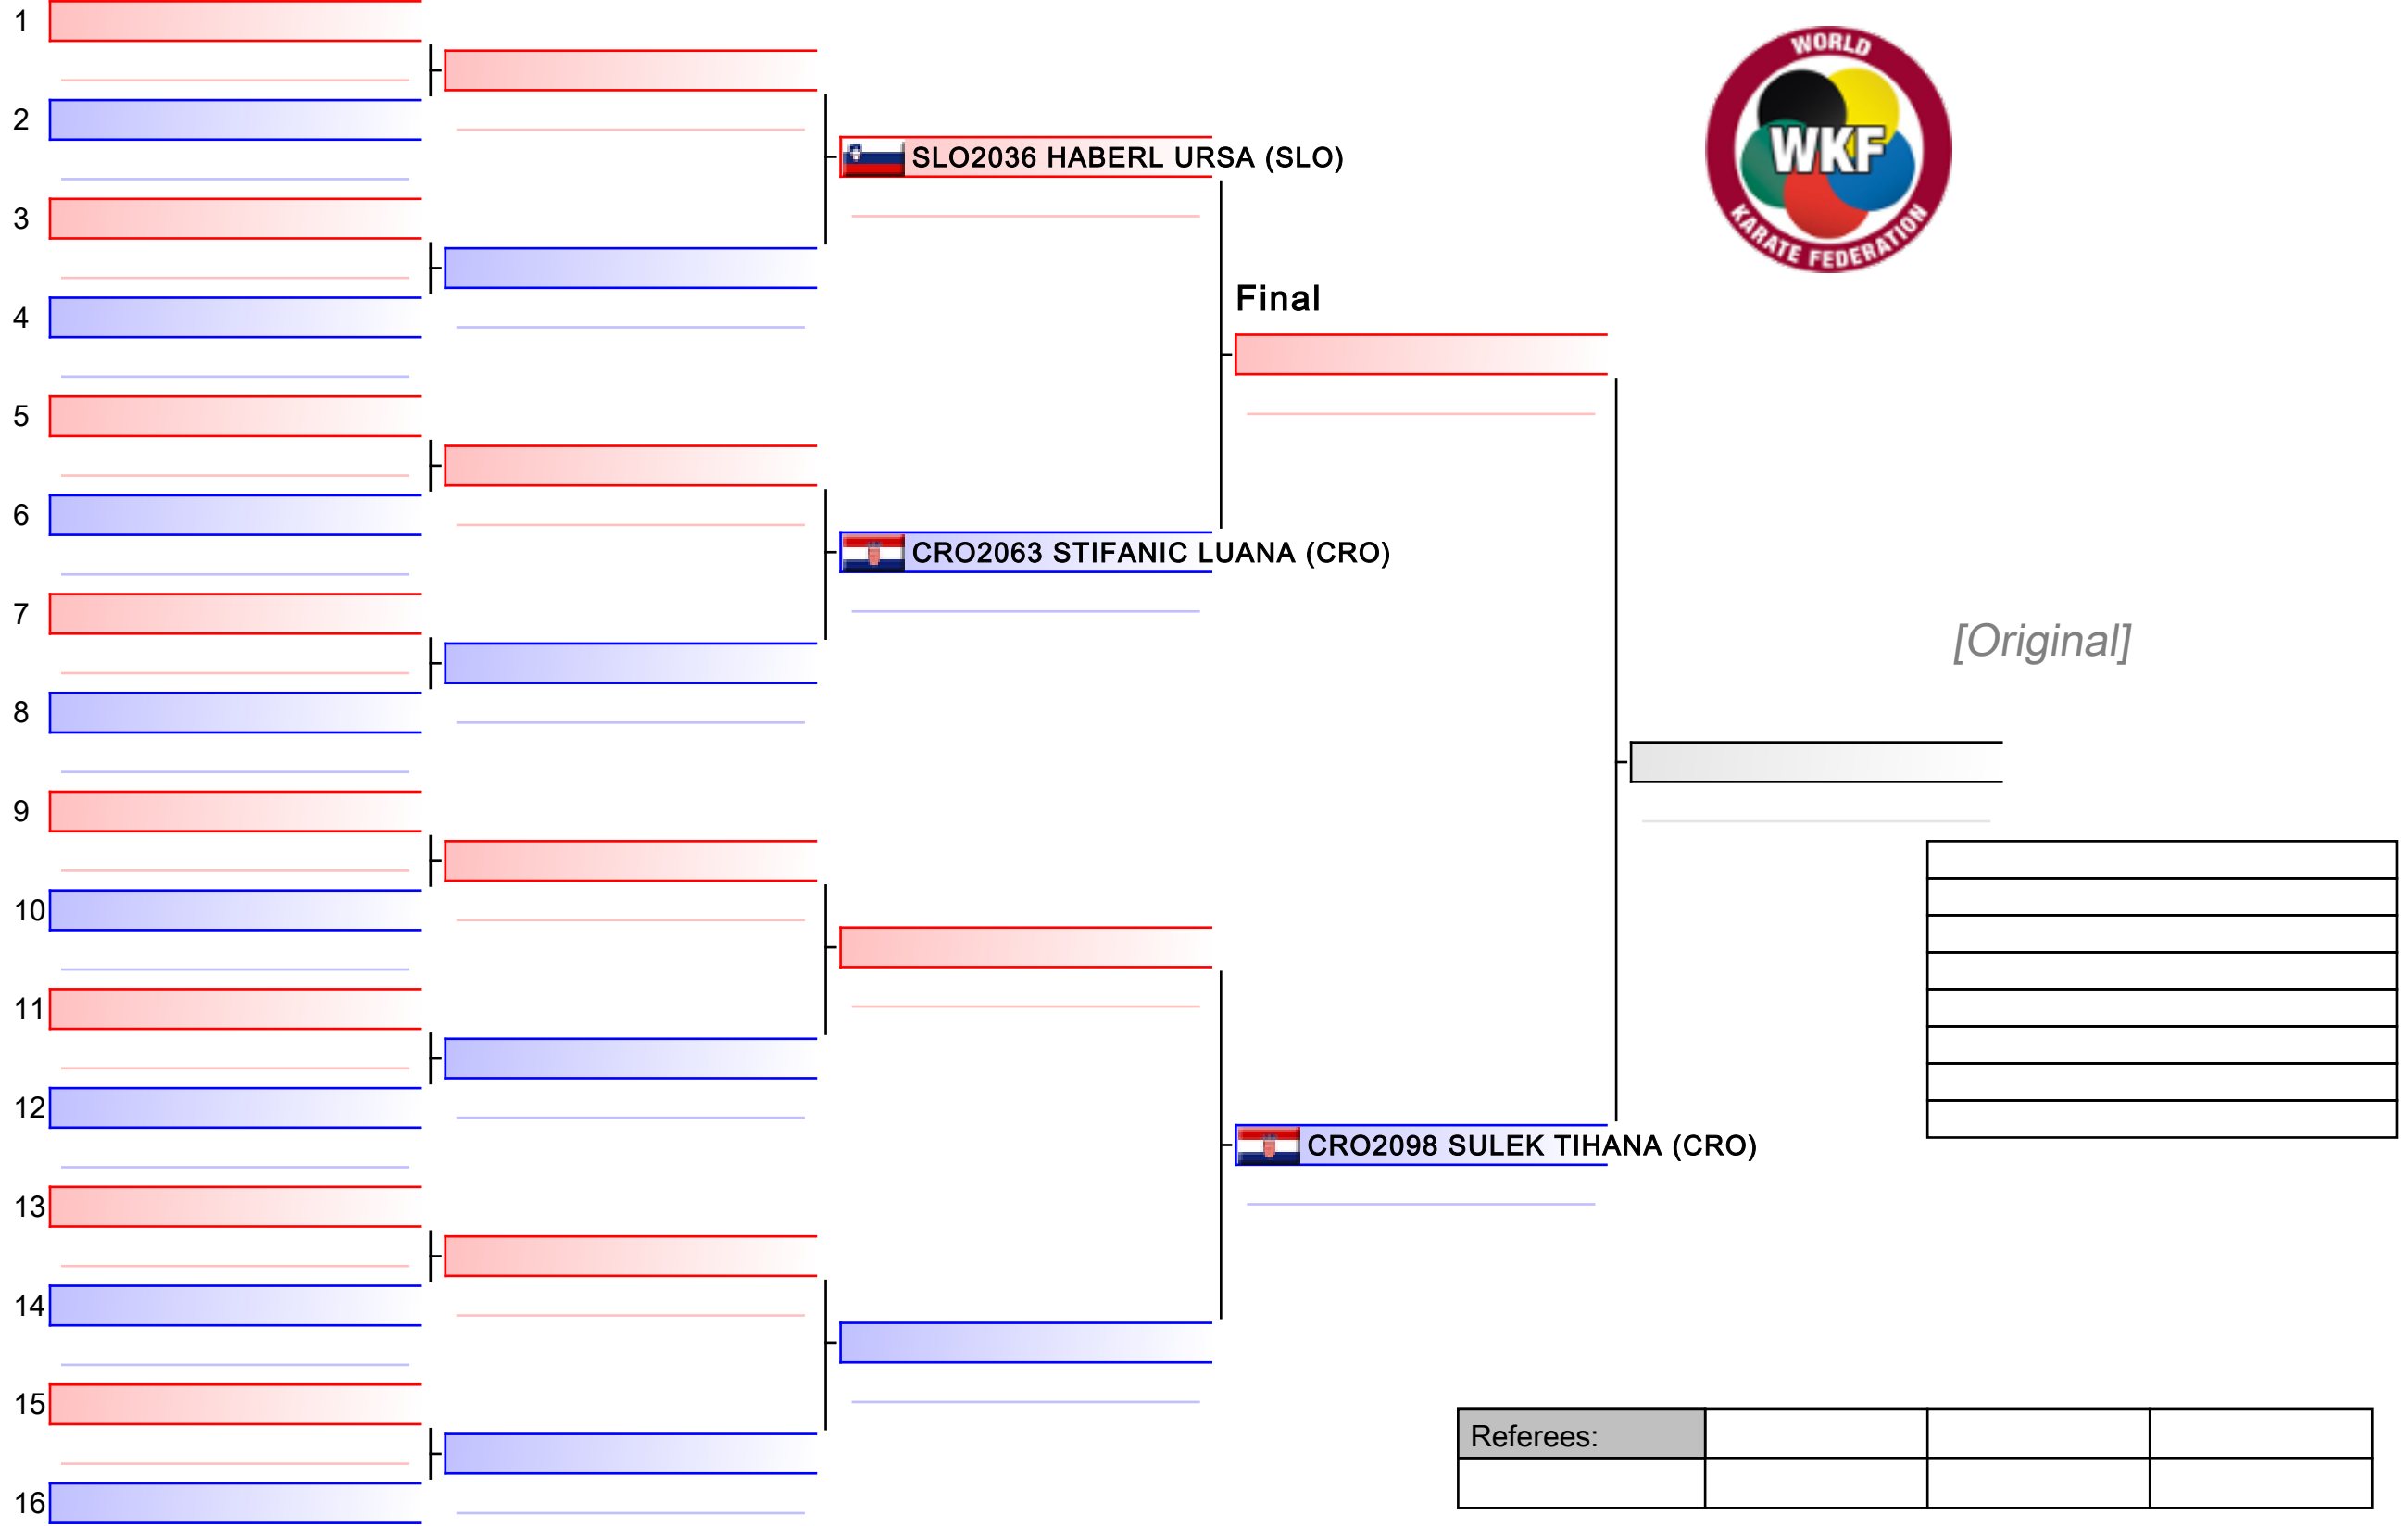 1
WORLD
WKF
KARATE FEDERATION
2
SLO2036 HABERL URSA (SLO)
3
Final
4
5
6
CRO2063 STIFANIC LUANA (CRO)
7
[Original]
8
9
10
11
12
CRO2098 SULEK TIHANA (CRO)
13
14
15
Referees:
16